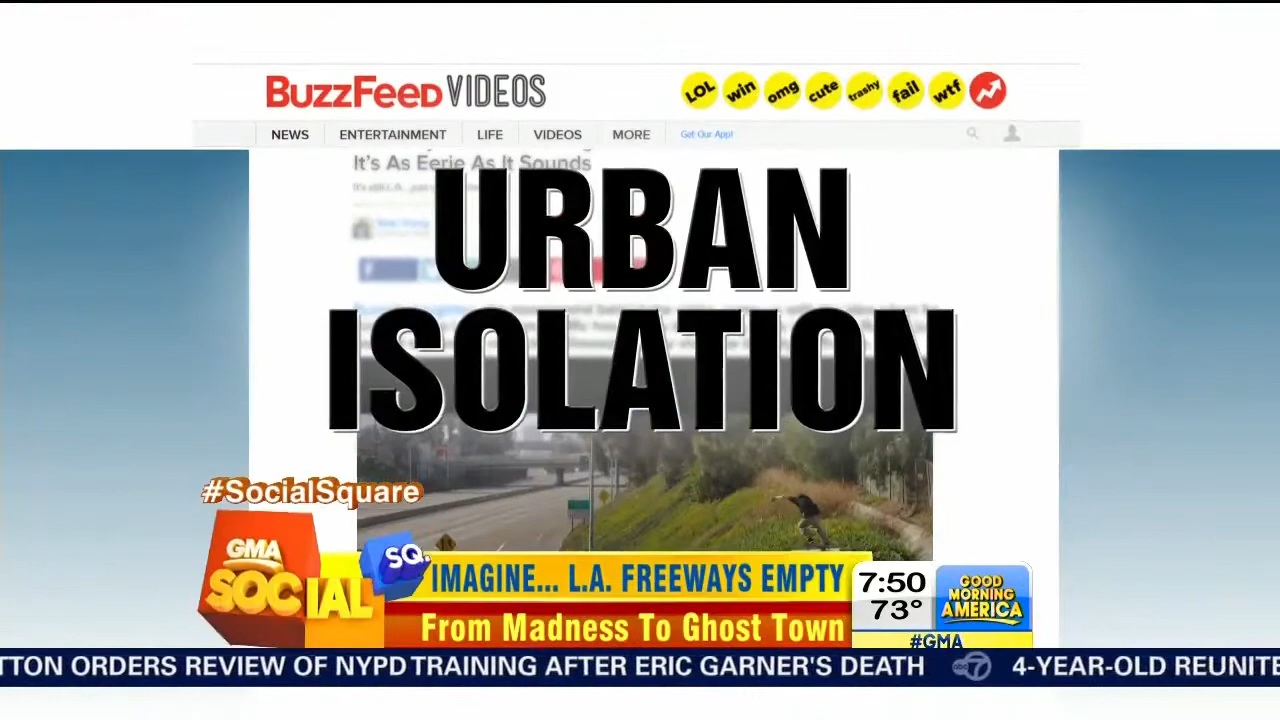 BuzzFeed VIDEOS
LOL win omg cute trashy fail wtf
NEWS ENTERTAINMENT LIFE VIDEOS MORE Get Our App!
It's As Eerie As It Sounds
URBAN
ISOLATION
#SocialSquare
GMA
SOCIAL
SQ.
IMAGINE... L.A. FREEWAYS EMPTY
From Madness To Ghost Town
7:50
73°
GOOD
MORNING
AMERICA
#GMA
TTON ORDERS REVIEW OF NYPD TRAINING AFTER ERIC GARNER'S DEATH abc 7 4-YEAR-OLD REUNITE